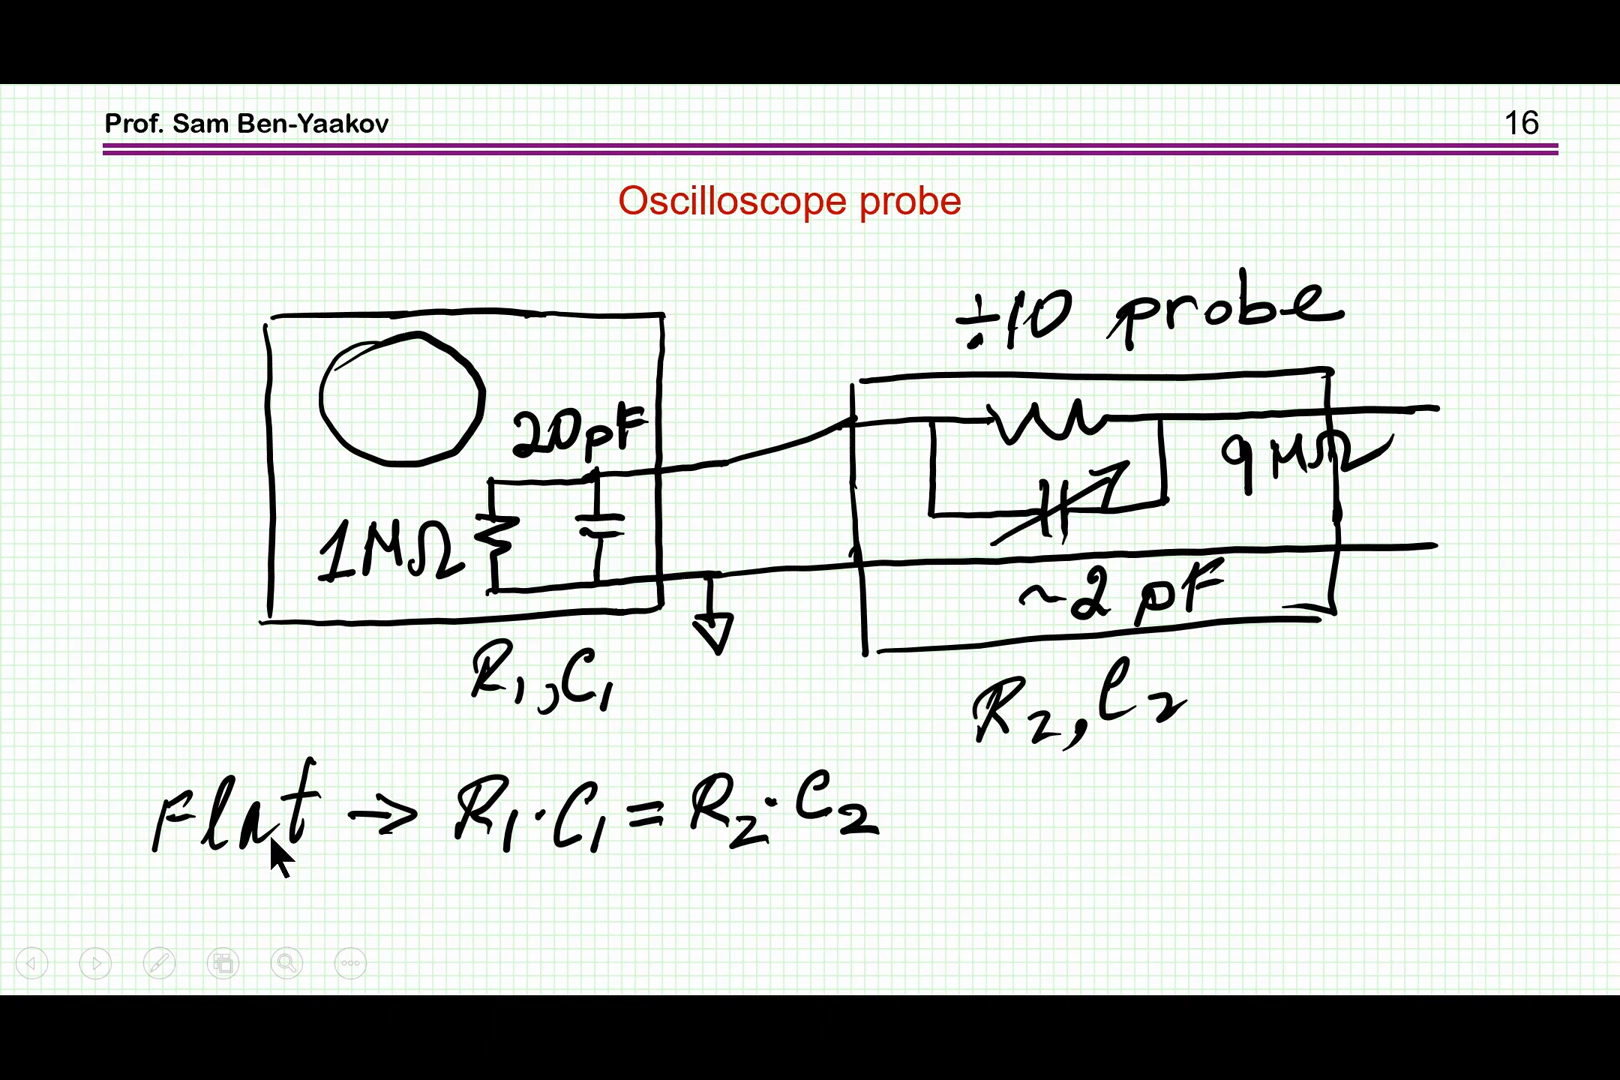 Prof. Sam Ben-Yaakov
16
Oscilloscope probe
÷10 probe
20pF
9MΩ
1MΩ
~2pF
R₁,C₁
R₂,C₂
Flat → R₁·C₁=R₂·C₂